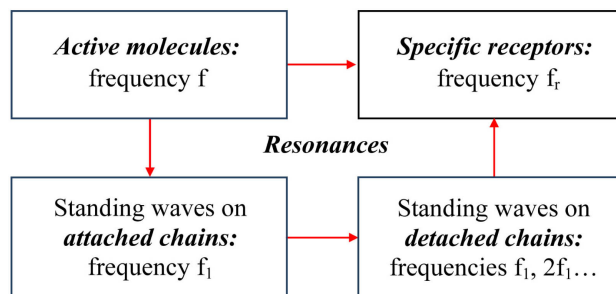 Active molecules:
frequency f
Specific receptors:
frequency fr
Resonances
Standing waves on
attached chains:
frequency f1
Standing waves on
detached chains:
frequencies f1, 2f1...